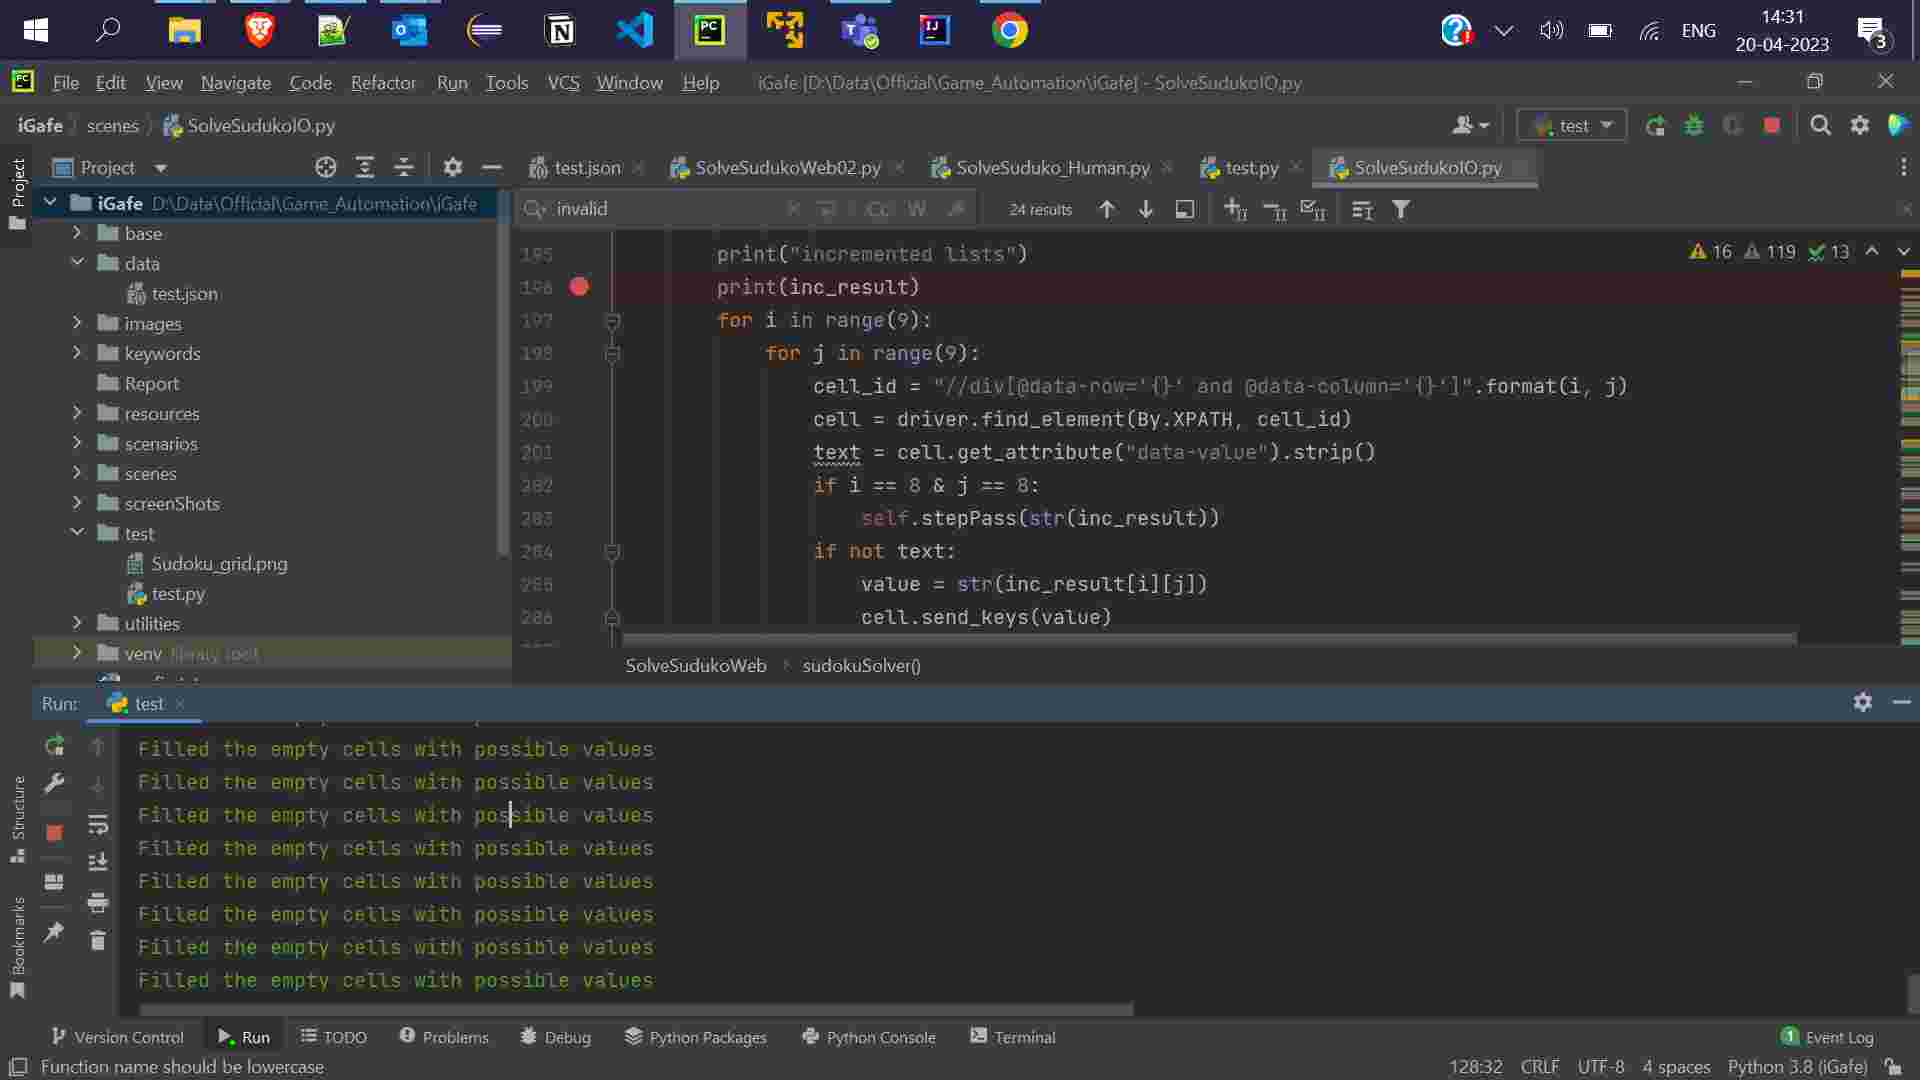 ENG
14:31
20-04-2023
3
File Edit View Navigate Code Refactor Run Tools VCS Window Help iGafe [D:\Data\Official\Game_Automation\iGafe] - SolveSudukoIO.py
iGafe scenes SolveSudukoIO.py
test
Project
test.json SolveSudukoWeb02.py SolveSuduko_Human.py test.py SolveSudukoIO.py
Project
iGafe D:\Data\Official\Game_Automation\iGafe
base
data
test.json
images
keywords
Report
resources
scenarios
scenes
screenShots
test
Sudoku_grid.png
test.py
utilities
venv library root
invalid Cc W 24 results
16 119 13
195 print("incremented lists")
196 print(inc_result)
197 for i in range(9):
198 for j in range(9):
199 cell_id = "//div[@data-row='{}' and @data-column='{}']".format(i, j)
200 cell = driver.find_element(By.XPATH, cell_id)
201 text = cell.get_attribute("data-value").strip()
202 if i == 8 & j == 8:
203 self.stepPass(str(inc_result))
204 if not text:
205 value = str(inc_result[i][j])
206 cell.send_keys(value)
SolveSudukoWeb sudokuSolver()
Run: test
Filled the empty cells with possible values
Filled the empty cells with possible values
Filled the empty cells with possible values
Filled the empty cells with possible values
Filled the empty cells with possible values
Filled the empty cells with possible values
Filled the empty cells with possible values
Filled the empty cells with possible values
Structure
Bookmarks
Version Control Run TODO Problems Debug Python Packages Python Console Terminal 1 Event Log
Function name should be lowercase 128:32 CRLF UTF-8 4 spaces Python 3.8 (iGafe)